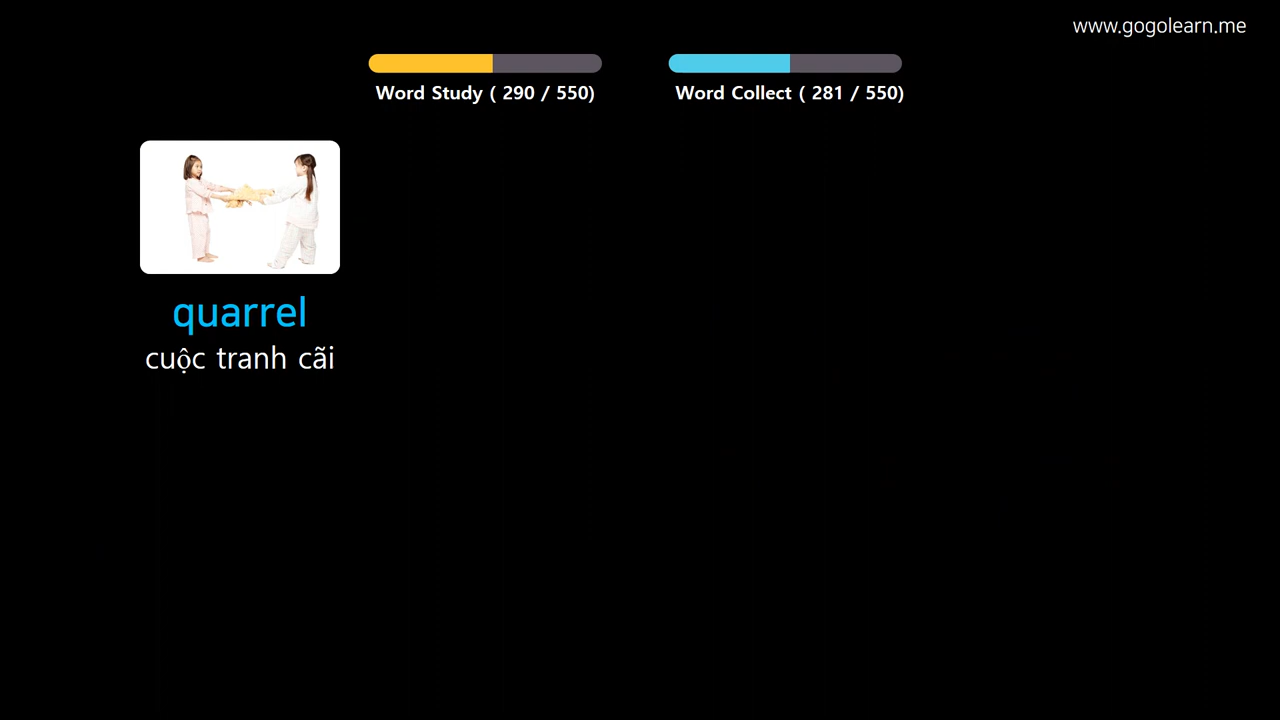 www.gogolearn.me
Word Study ( 290 / 550)
Word Collect ( 281 / 550)
quarrel
cuộc tranh cãi